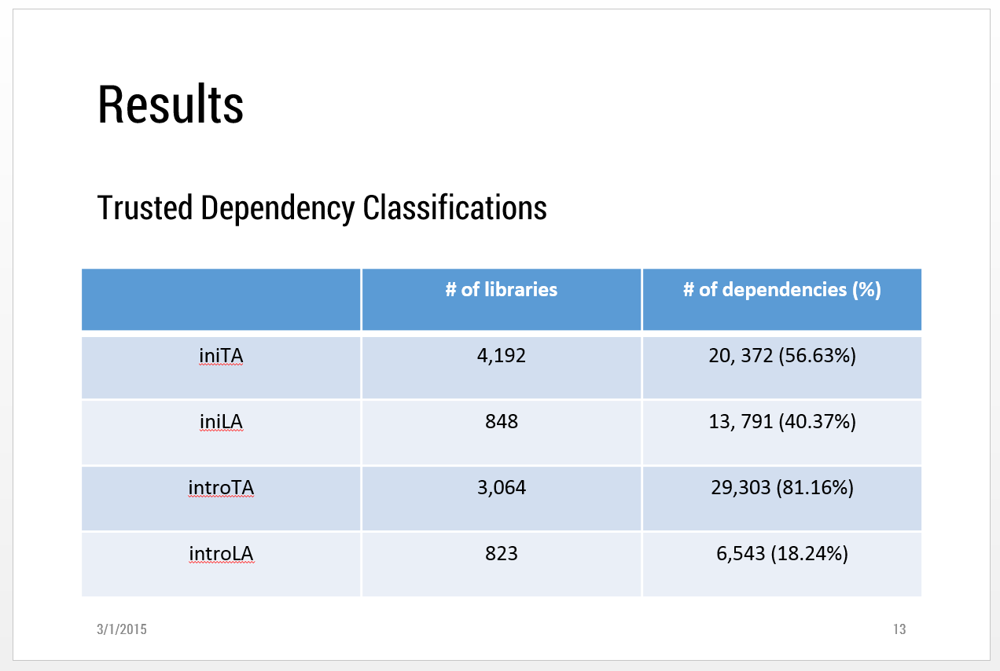 Results
Trusted Dependency Classifications
# of libraries # of dependencies (%)
iniTA 4,192 20, 372 (56.63%)
iniLA 848 13, 791 (40.37%)
introTA 3,064 29,303 (81.16%)
introLA 823 6,543 (18.24%)
3/1/2015 13